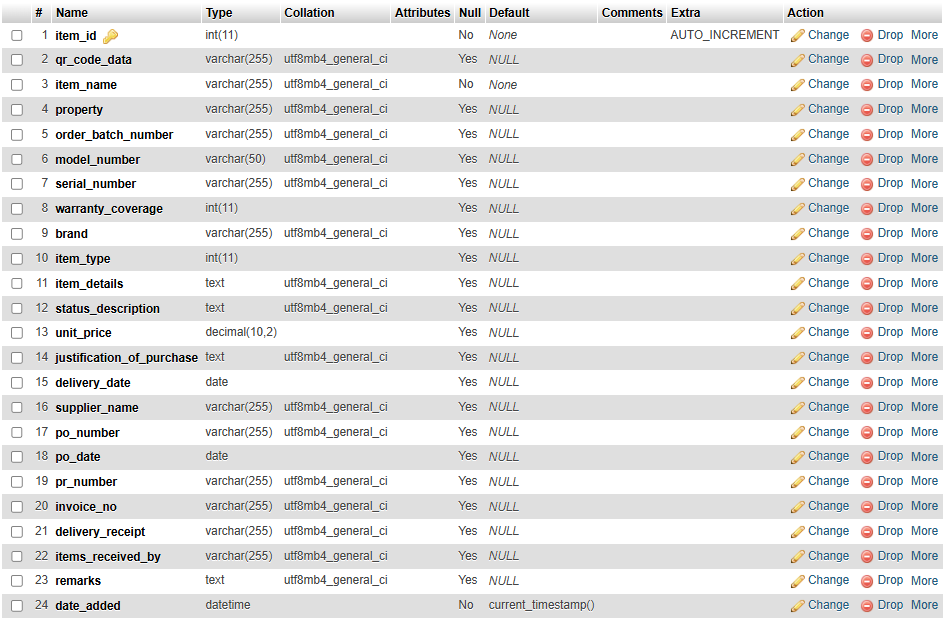 # Name Type Collation Attributes Null Default Comments Extra Action
1 item_id int(11) No None AUTO_INCREMENT Change Drop More
2 qr_code_data varchar(255) utf8mb4_general_ci Yes NULL Change Drop More
3 item_name varchar(255) utf8mb4_general_ci No None Change Drop More
4 property varchar(255) utf8mb4_general_ci Yes NULL Change Drop More
5 order_batch_number varchar(255) utf8mb4_general_ci Yes NULL Change Drop More
6 model_number varchar(50) utf8mb4_general_ci Yes NULL Change Drop More
7 serial_number varchar(255) utf8mb4_general_ci Yes NULL Change Drop More
8 warranty_coverage int(11) Yes NULL Change Drop More
9 brand varchar(255) utf8mb4_general_ci Yes NULL Change Drop More
10 item_type int(11) Yes NULL Change Drop More
11 item_details text utf8mb4_general_ci Yes NULL Change Drop More
12 status_description text utf8mb4_general_ci Yes NULL Change Drop More
13 unit_price decimal(10,2) Yes NULL Change Drop More
14 justification_of_purchase text utf8mb4_general_ci Yes NULL Change Drop More
15 delivery_date date Yes NULL Change Drop More
16 supplier_name varchar(255) utf8mb4_general_ci Yes NULL Change Drop More
17 po_number varchar(255) utf8mb4_general_ci Yes NULL Change Drop More
18 po_date date Yes NULL Change Drop More
19 pr_number varchar(255) utf8mb4_general_ci Yes NULL Change Drop More
20 invoice_no varchar(255) utf8mb4_general_ci Yes NULL Change Drop More
21 delivery_receipt varchar(255) utf8mb4_general_ci Yes NULL Change Drop More
22 items_received_by varchar(255) utf8mb4_general_ci Yes NULL Change Drop More
23 remarks text utf8mb4_general_ci Yes NULL Change Drop More
24 date_added datetime No current_timestamp() Change Drop More